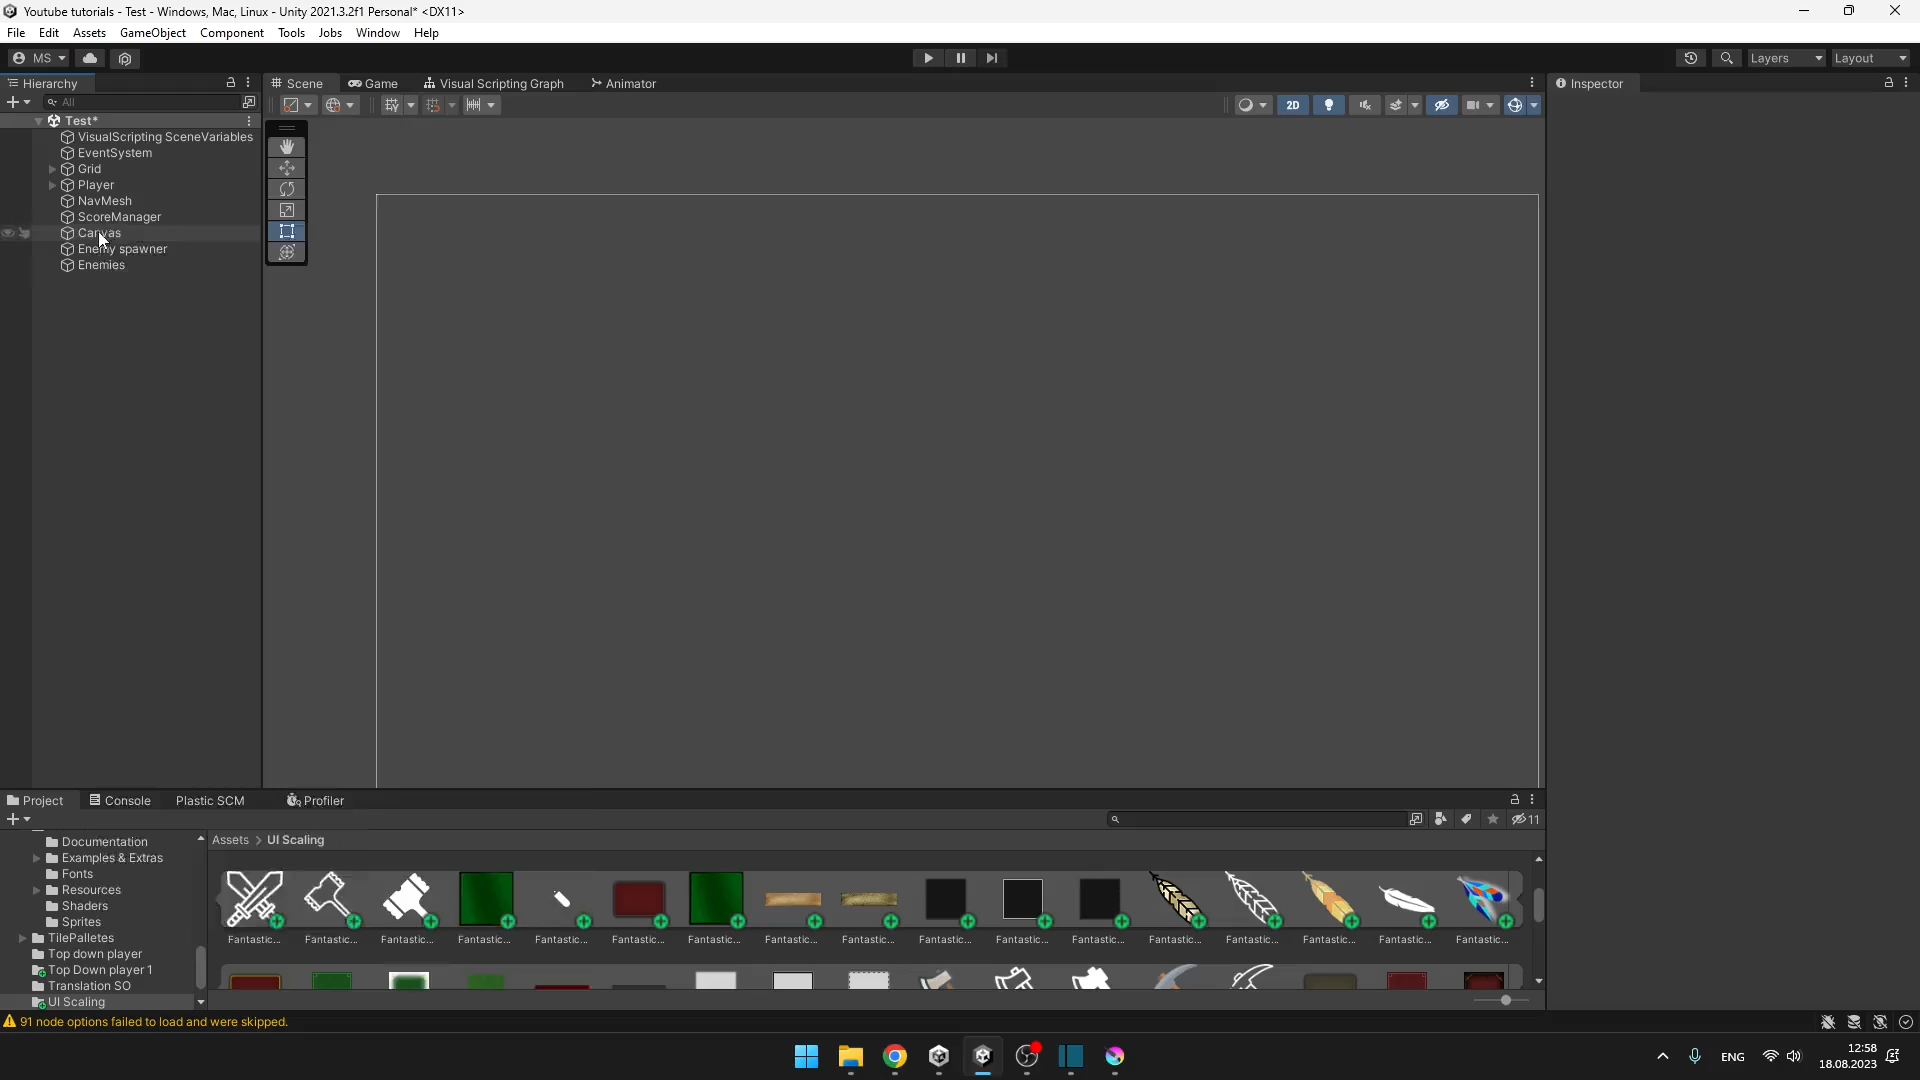 Youtube tutorials - Test - Windows, Mac, Linux - Unity 2021.3.2f1 Personal* <DX11>
File Edit Assets GameObject Component Tools Jobs Window Help
MS Layers Layout
Hierarchy Scene Game Visual Scripting Graph Animator Inspector
All 2D
Test*
VisualScripting SceneVariables
EventSystem
Grid
Player
NavMesh
ScoreManager
Canvas
Enemy spawner
Enemies
Project Console Plastic SCM Profiler
11
Assets > UI Scaling
Documentation
Examples & Extras
Fonts
Resources
Shaders
Sprites
TilePalletes
Top down player
Top Down player 1
Translation SO
UI Scaling
Fantastic... Fantastic... Fantastic... Fantastic... Fantastic... Fantastic... Fantastic... Fantastic... Fantastic... Fantastic... Fantastic... Fantastic... Fantastic... Fantastic... Fantastic... Fantastic... Fantastic...
91 node options failed to load and were skipped.
ENG
12:58
18.08.2023